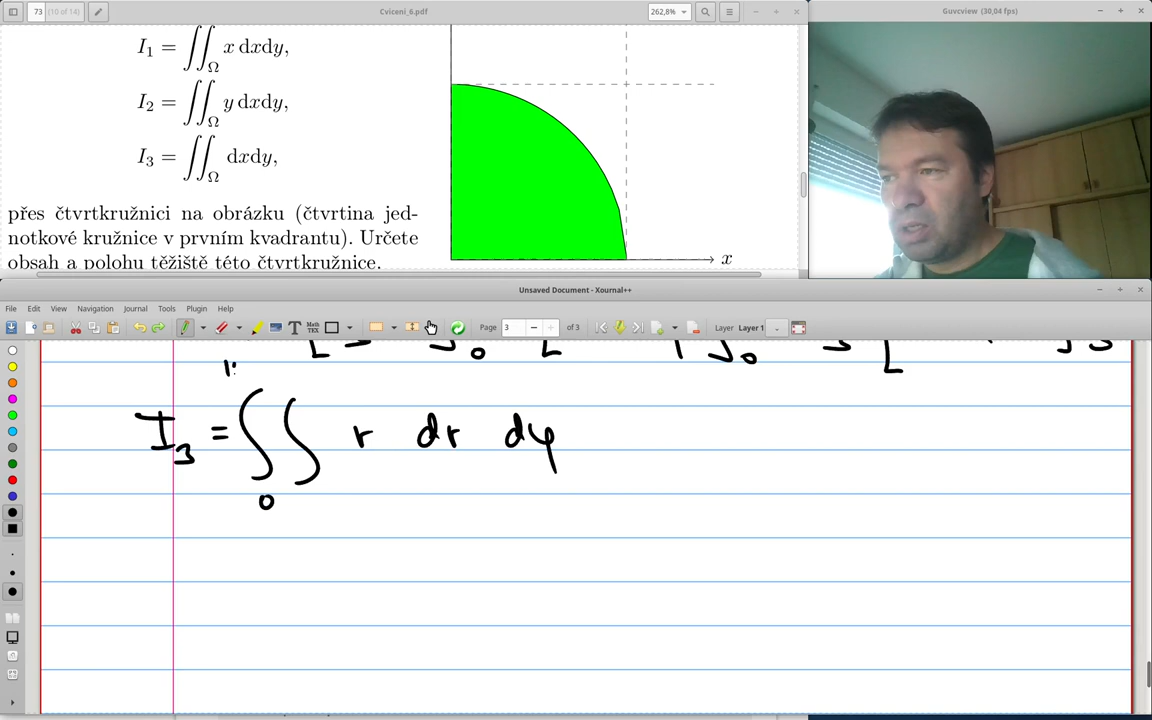 73 (10 of 14)
Cviceni_6.pdf
262,8%
I₁ = ∬_Ω x dxdy,
I₂ = ∬_Ω y dxdy,
I₃ = ∬_Ω dxdy,
přes čtvrtkružnici na obrázku (čtvrtina jed-
notkové kružnice v prvním kvadrantu). Určete
obsah a polohu těžiště této čtvrtkružnice.
x
Guvcview (30,04 fps)
Unsaved Document - Xournal++
File Edit View Navigation Journal Tools Plugin Help
T Math TEX Page 3 of 3 Layer Layer 1
I₃ = ∫₀ ∫ r dr dφ